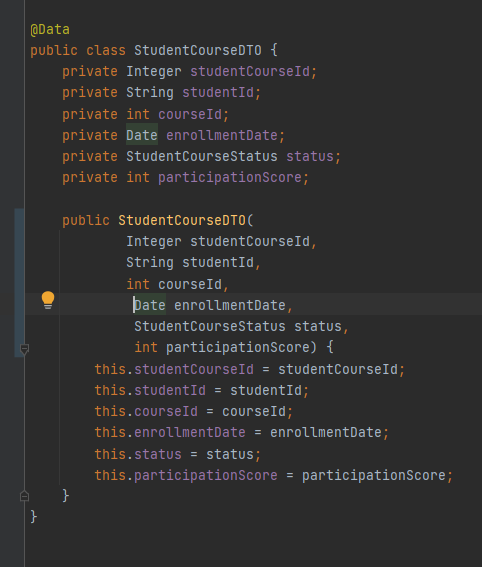 @Data
public class StudentCourseDTO {
    private Integer studentCourseId;
    private String studentId;
    private int courseId;
    private Date enrollmentDate;
    private StudentCourseStatus status;
    private int participationScore;

    public StudentCourseDTO(
            Integer studentCourseId,
            String studentId,
            int courseId,
             Date enrollmentDate,
             StudentCourseStatus status,
             int participationScore) {
        this.studentCourseId = studentCourseId;
        this.studentId = studentId;
        this.courseId = courseId;
        this.enrollmentDate = enrollmentDate;
        this.status = status;
        this.participationScore = participationScore;
    }
}